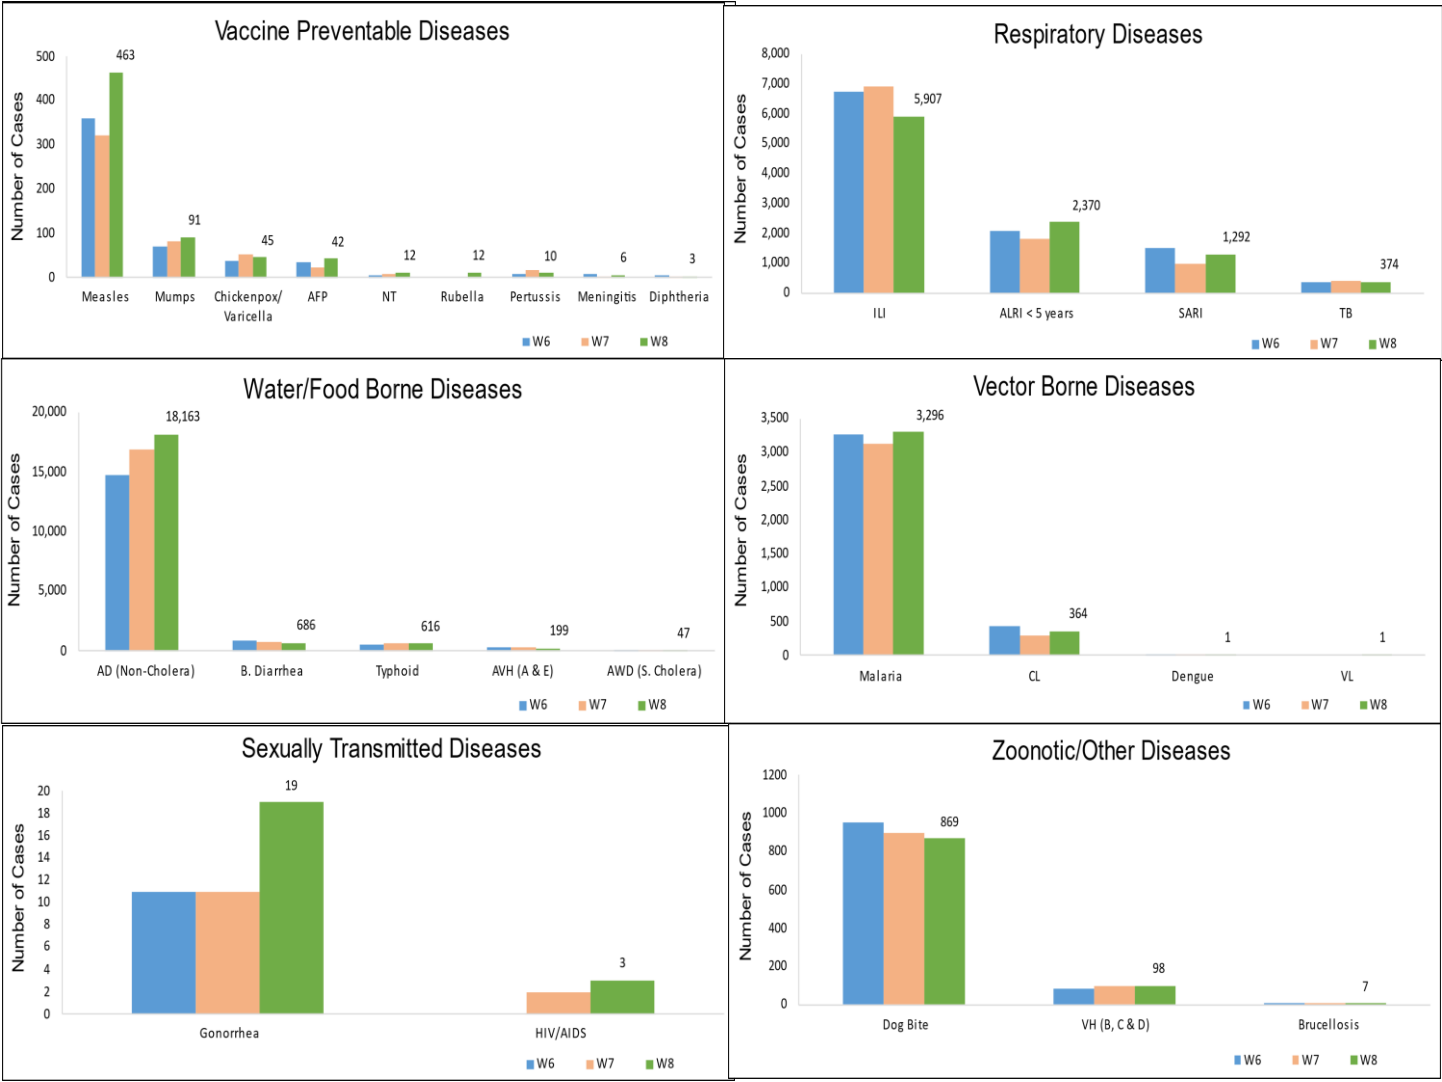 Vaccine Preventable Diseases
Number of Cases
500
400
300
200
100
0
463
91
45
42
12
12
10
6
3
Measles Mumps Chickenpox/ AFP NT Rubella Pertussis Meningitis Diphtheria
Varicella
W6 W7 W8
Respiratory Diseases
Number of Cases
8,000
7,000
6,000
5,000
4,000
3,000
2,000
1,000
0
5,907
2,370
1,292
374
ILI ALRI < 5 years SARI TB
W6 W7 W8
Water/Food Borne Diseases
Number of Cases
20,000
15,000
10,000
5,000
0
18,163
686
616
199
47
AD (Non-Cholera) B. Diarrhea Typhoid AVH (A & E) AWD (S. Cholera)
W6 W7 W8
Vector Borne Diseases
Number of Cases
3,500
3,000
2,500
2,000
1,500
1,000
500
0
3,296
364
1
1
Malaria CL Dengue VL
W6 W7 W8
Sexually Transmitted Diseases
Number of Cases
20
18
16
14
12
10
8
6
4
2
0
19
3
Gonorrhea HIV/AIDS
W6 W7 W8
Zoonotic/Other Diseases
Number of Cases
1200
1000
800
600
400
200
0
869
98
7
Dog Bite VH (B, C & D) Brucellosis
W6 W7 W8